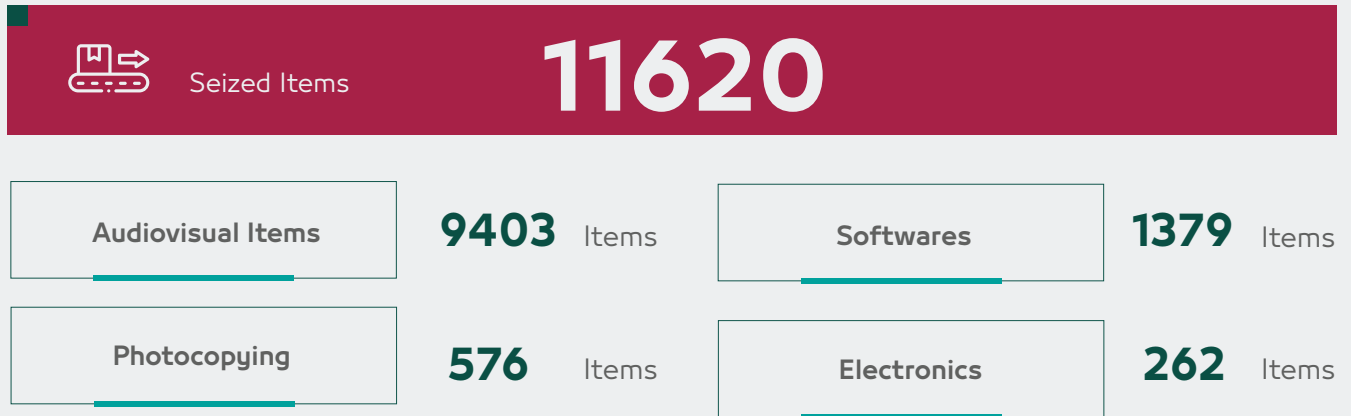 Seized Items 11620
Audiovisual Items 9403 Items
Softwares 1379 Items
Photocopying 576 Items
Electronics 262 Items